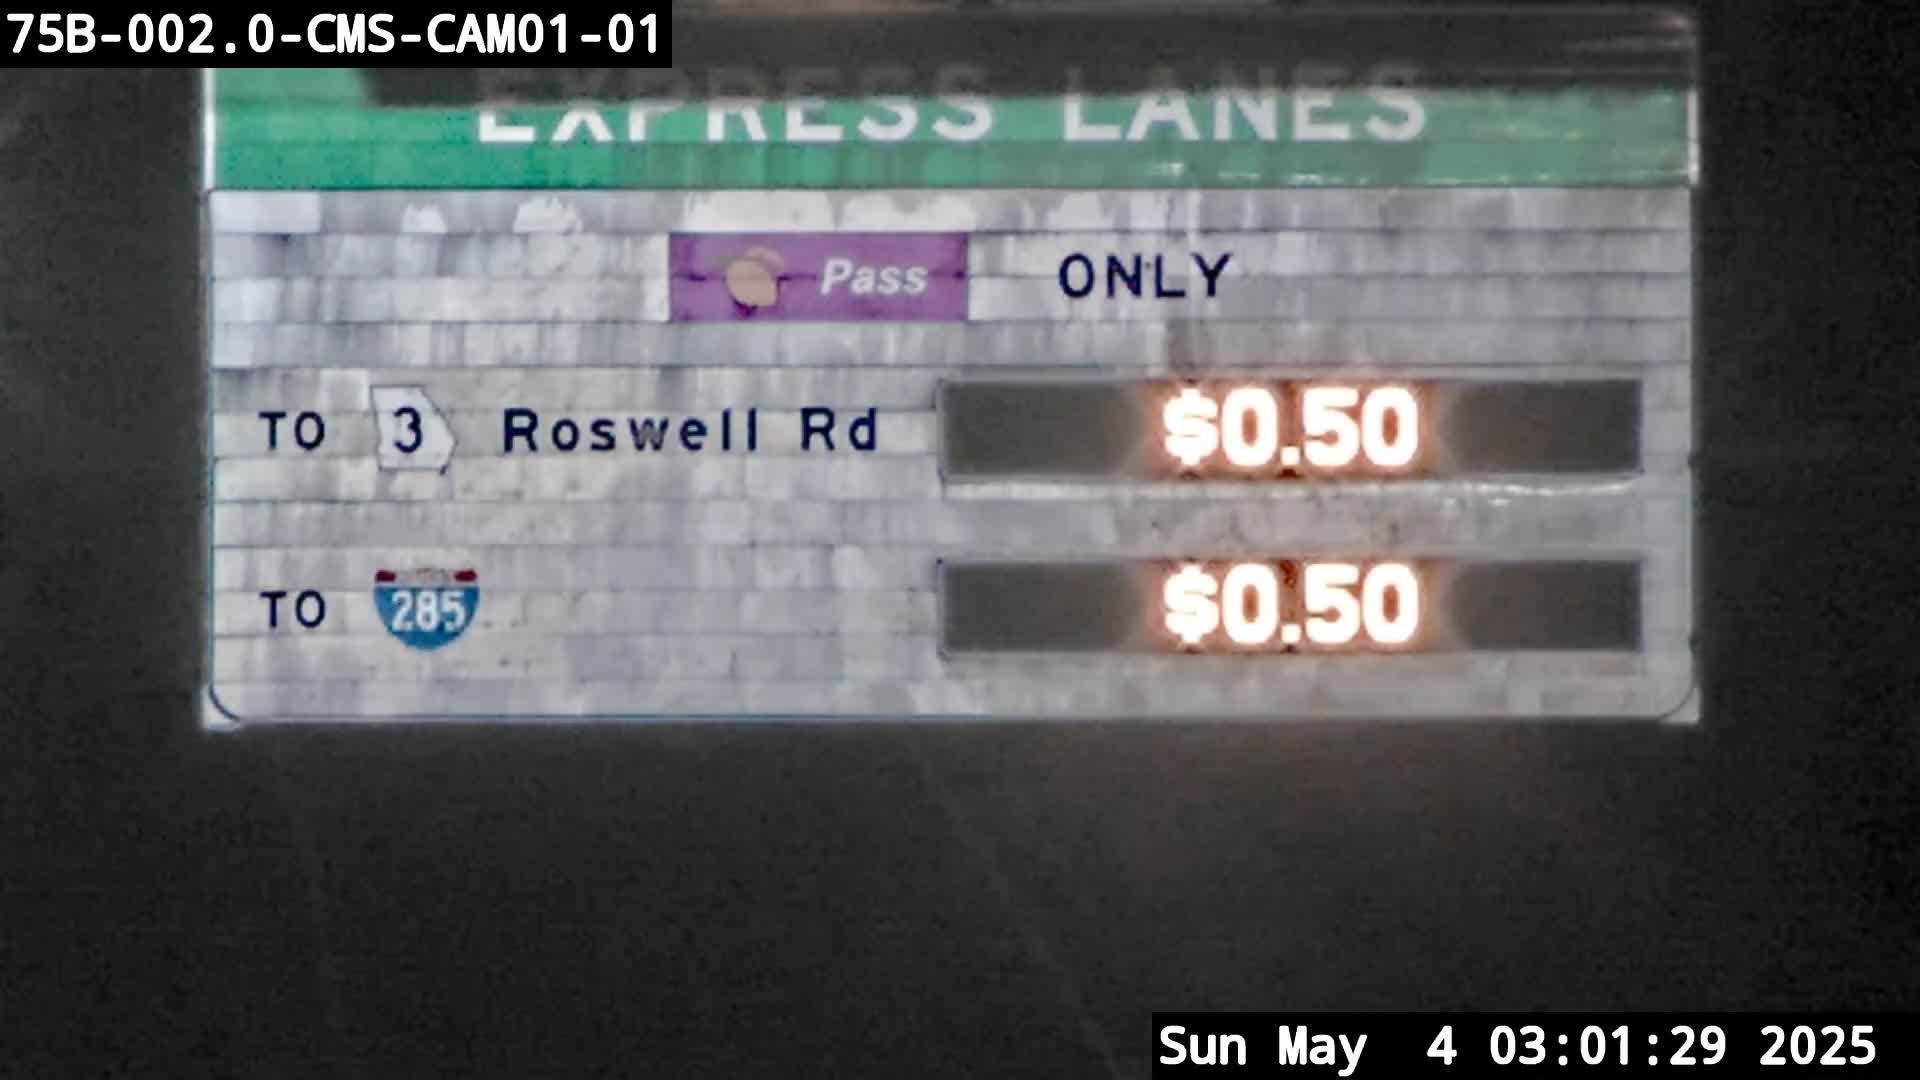 75B-002.0-CMS-CAM01-01
EXPRESS LANES
Pass ONLY
TO 3 Roswell Rd $0.50
TO 285 $0.50
Sun May 4 03:01:29 2025